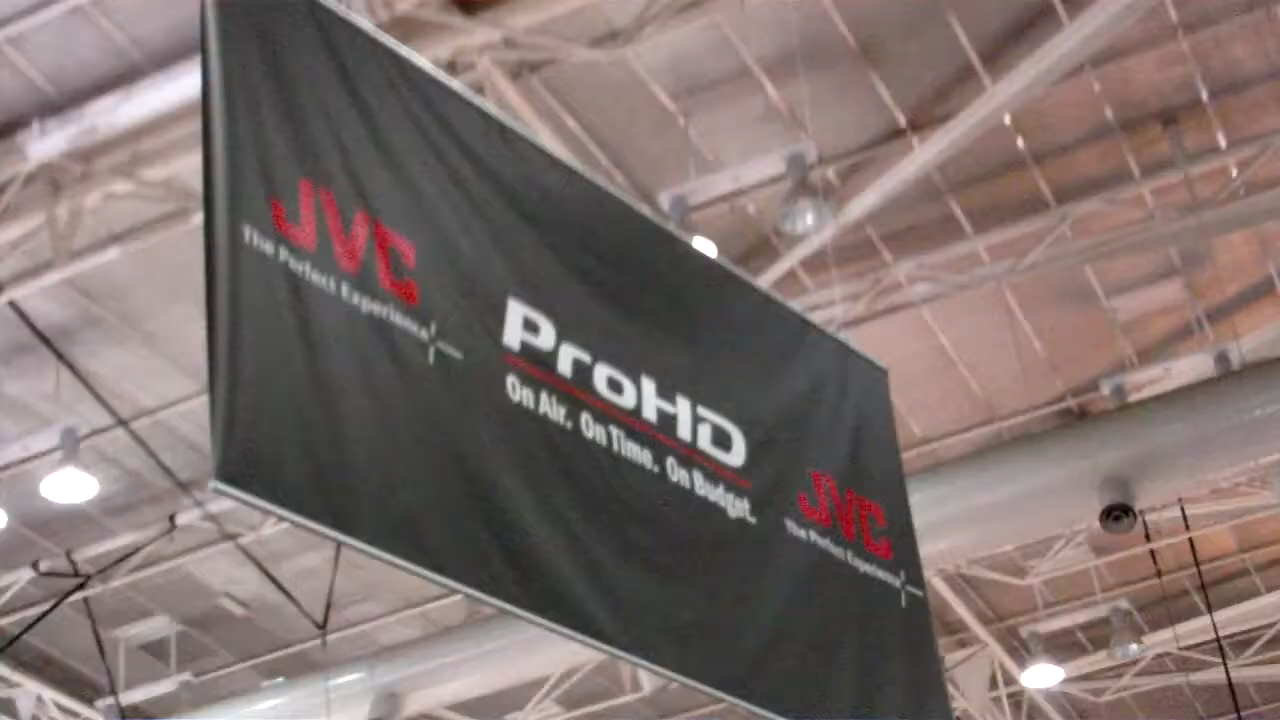 JVC
The Perfect Experience
ProHD
On Air. On Time. On Budget.
JVC
The Perfect Experience